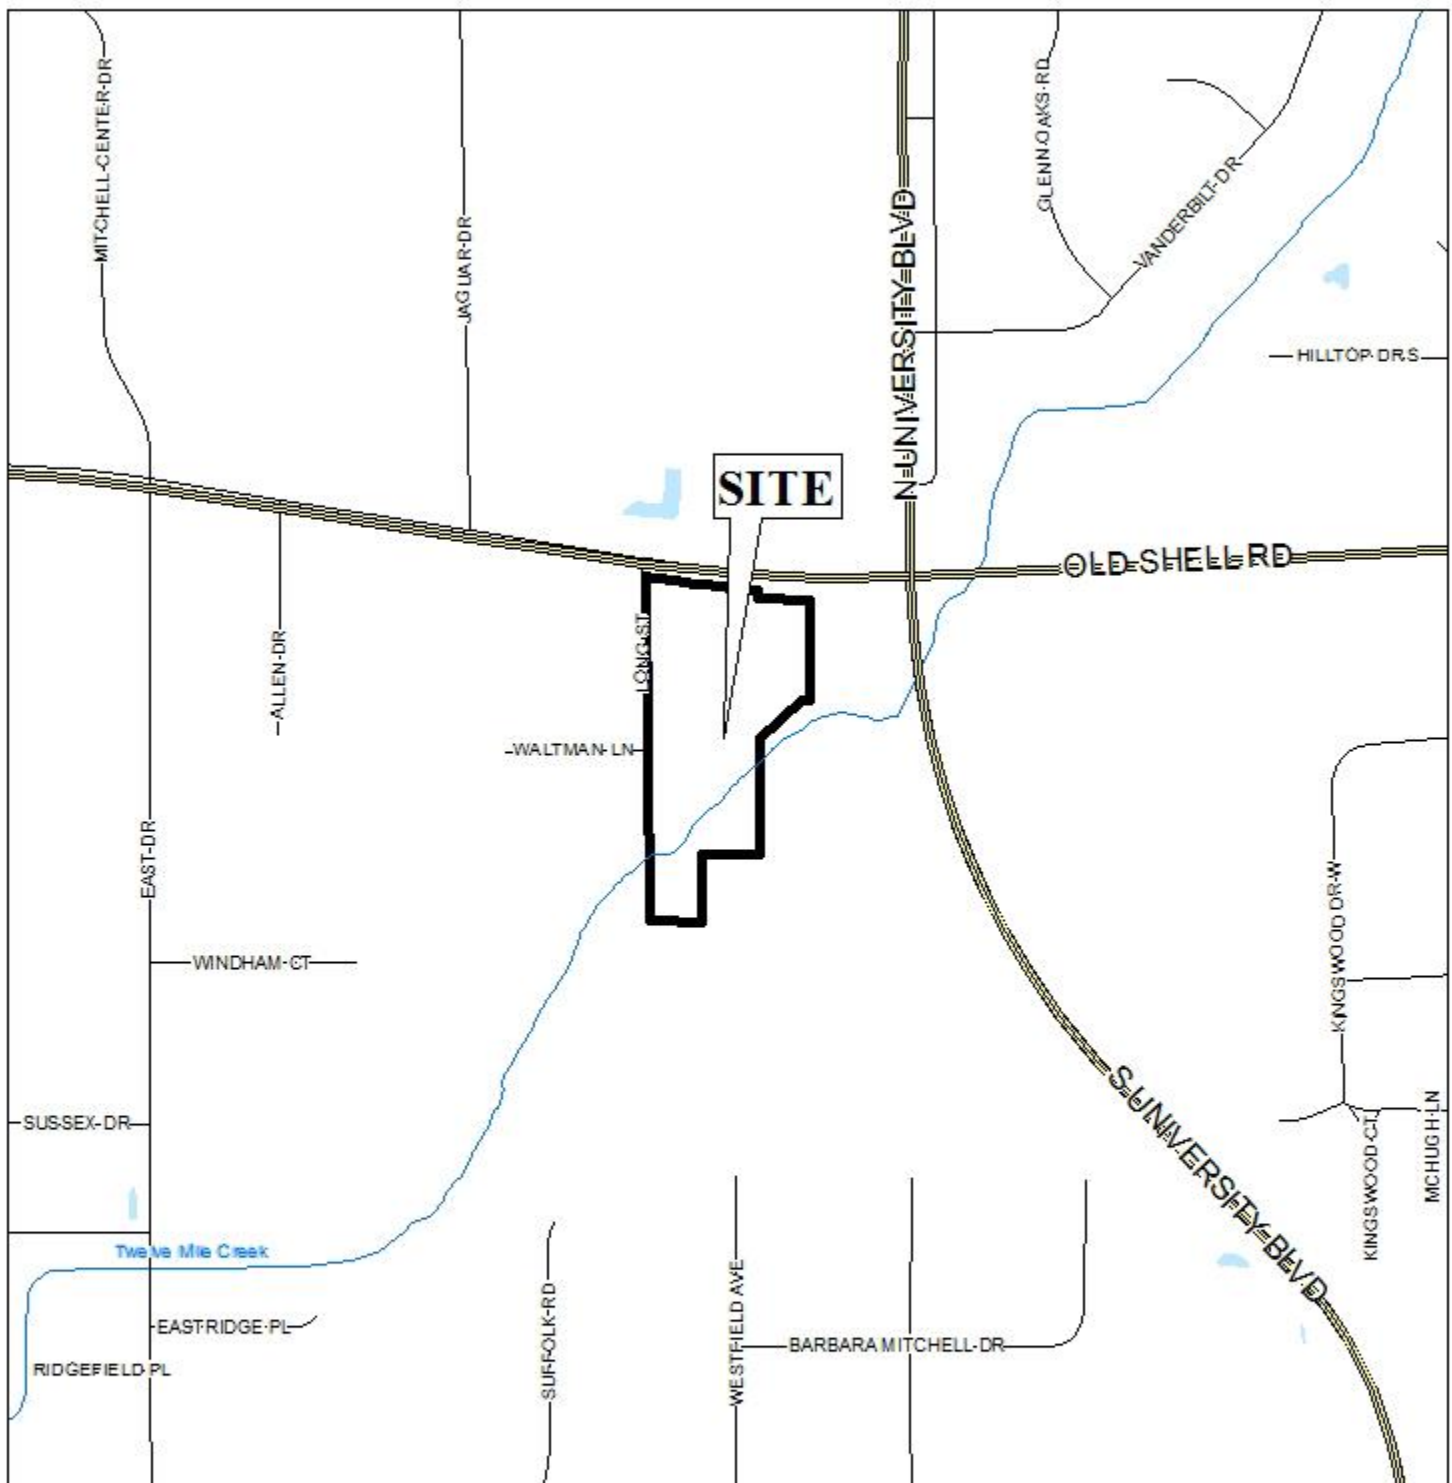 MITCHELL-CENTER-DR
JAGUAR-DR
N-UNIVERSITY-BLVD
GLENN-OAKS-RD
VANDERBILT-DR
HILLTOP-DR-S
SITE
OLD-SHELL-RD
LONG-ST
ALLEN-DR
WALTMAN-LN
EAST-DR
KINGSWOOD-DR-W
WINDHAM-CT
S-UNIVERSITY-BLVD
SUSSEX-DR
KINGSWOOD-CT
MCHUGH-LN
Twelve Mile Creek
EASTRIDGE-PL
RIDGEFIELD-PL
SUFFOLK-RD
WESTFIELD AVE
BARBARA MITCHELL-DR